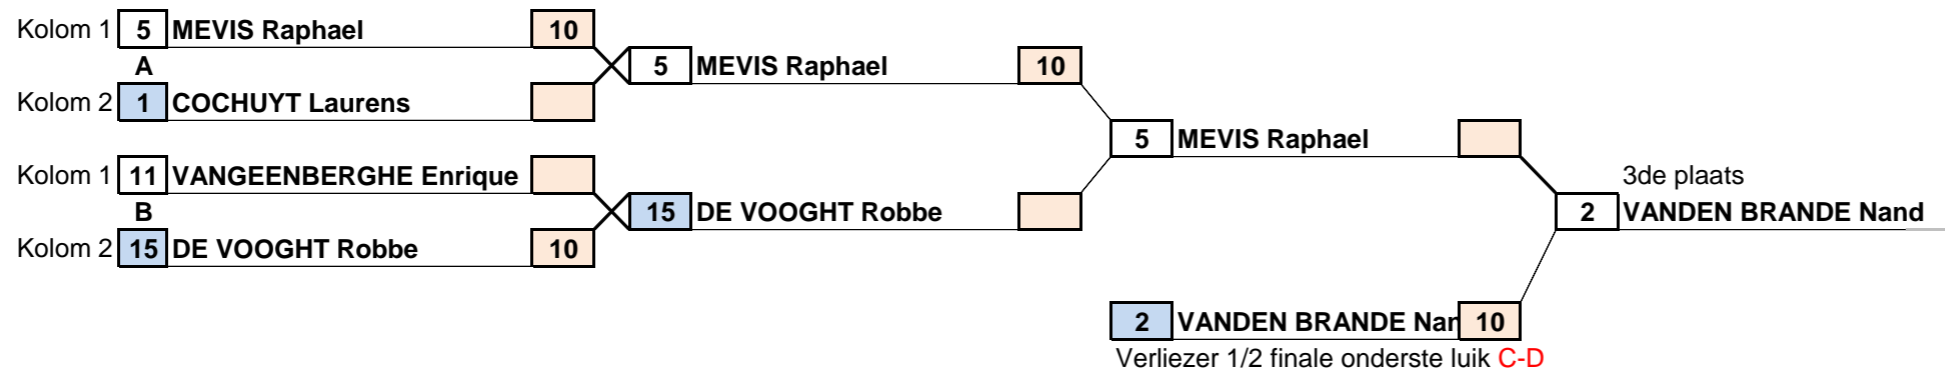 Kolom 1 5 MEVIS Raphael 10
A
5 MEVIS Raphael 10
Kolom 2 1 COCHUYT Laurens
5 MEVIS Raphael
Kolom 1 11 VANGEENBERGHE Enrique
3de plaats
B
15 DE VOOGHT Robbe
2 VANDEN BRANDE Nand
Kolom 2 15 DE VOOGHT Robbe 10
2 VANDEN BRANDE Nan 10
Verliezer 1/2 finale onderste luik C-D